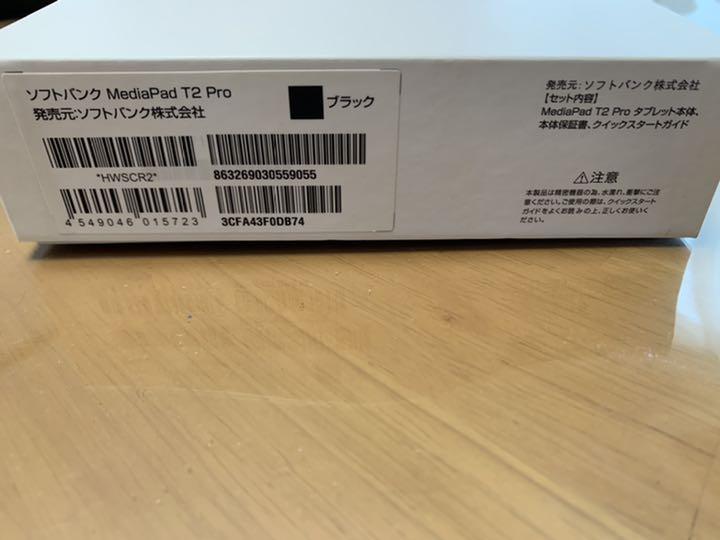 ソフトバンク MediaPad T2 Pro
発売元:ソフトバンク株式会社
ブラック
*HWSCR2*
863269030559055
4 549046 015723
3CFA43F0DB74
発売元:ソフトバンク株式会社
【セット内容】
MediaPad T2 Pro タブレット本体、
本体保証書、クイックスタートガイド
⚠注意
本製品は精密機器の為、水濡れ、衝撃にご注
意ください。ご使用の際は、クイックスタート
ガイドをよくお読みの上、正しくお使いく
ださい。